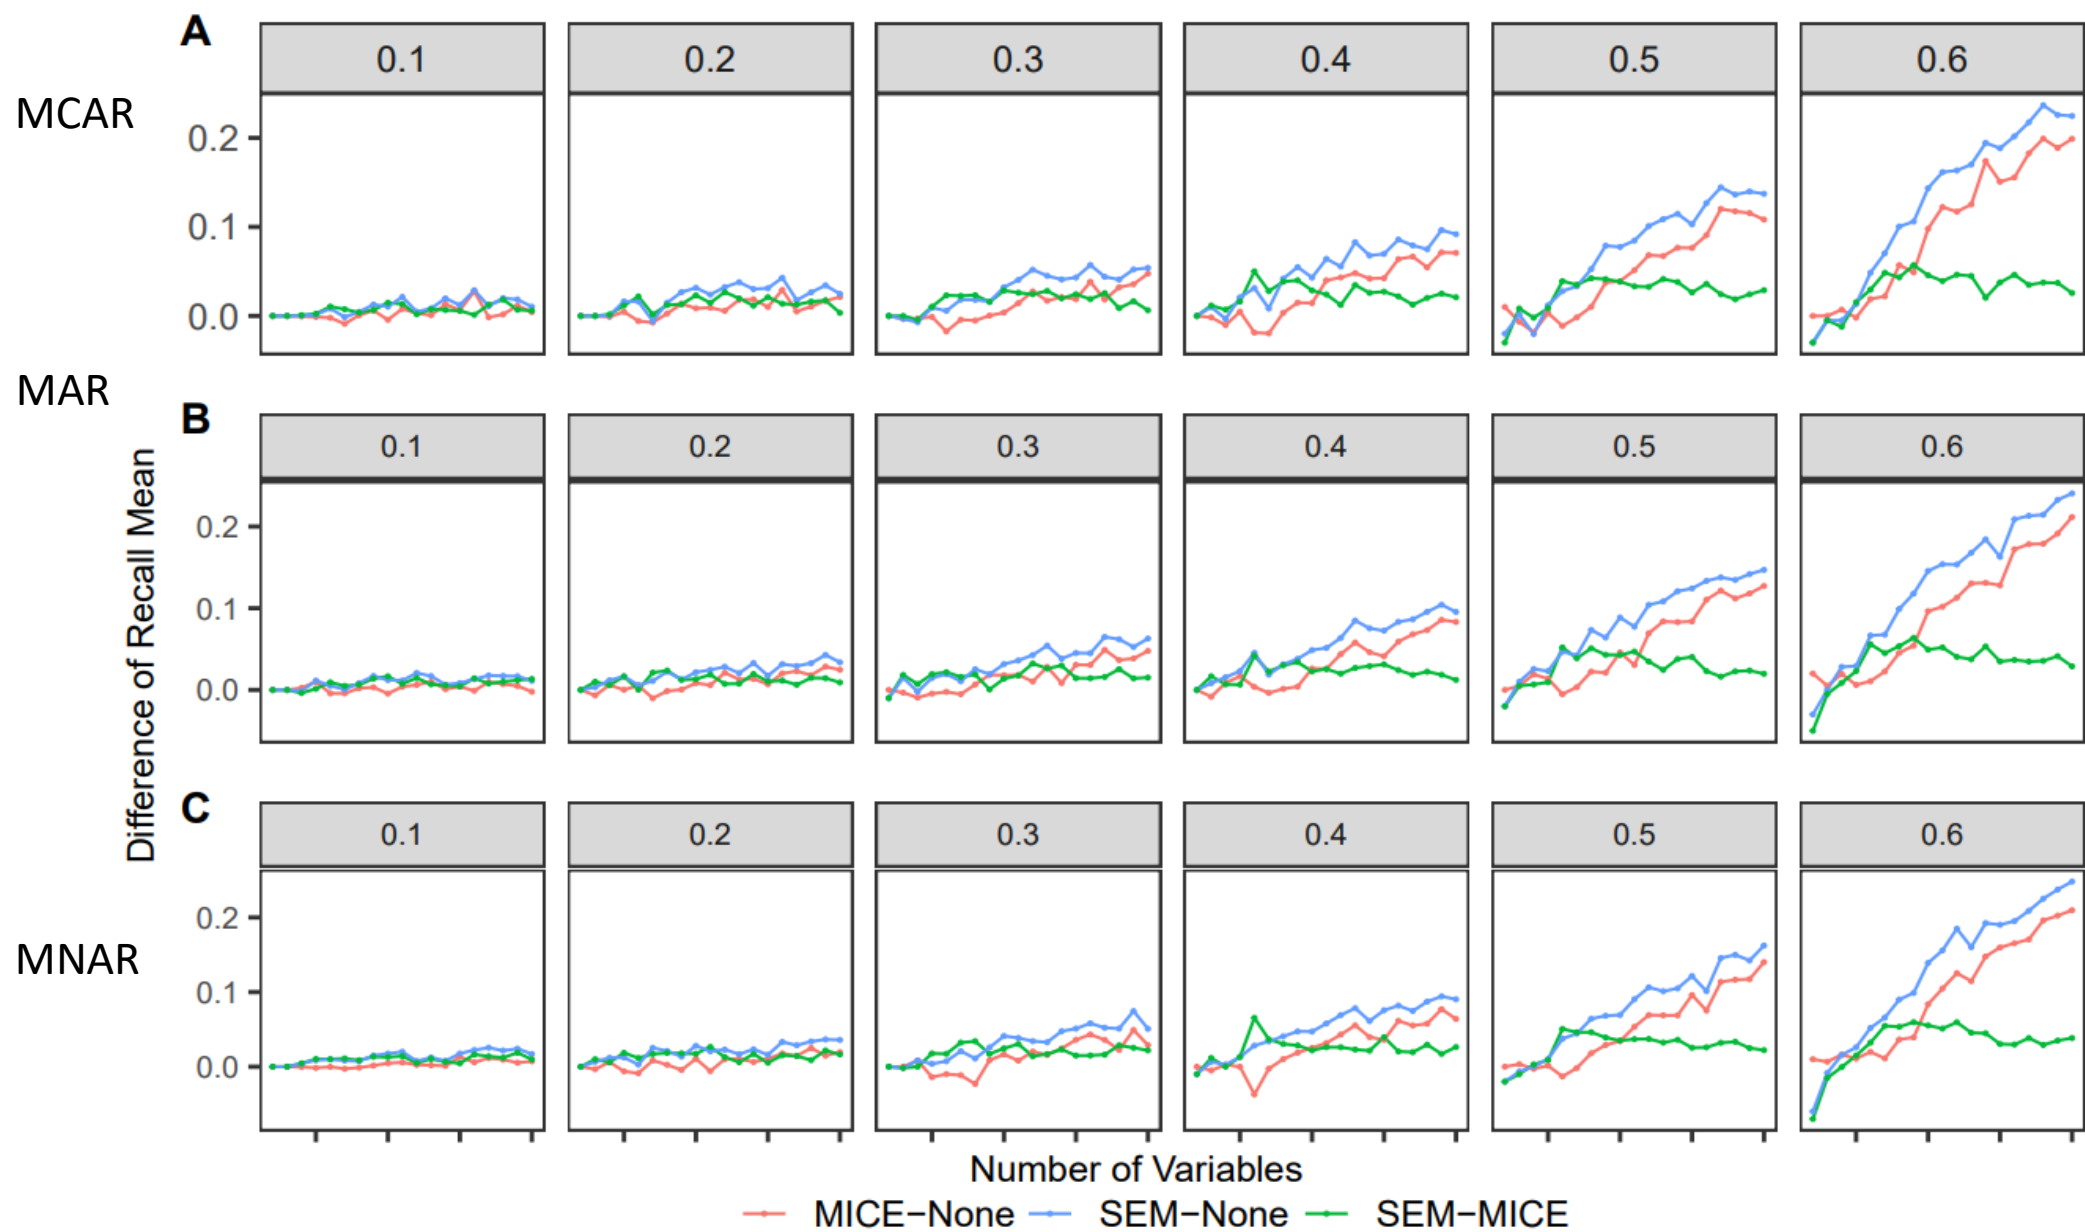 A
0.1 0.2 0.3 0.4 0.5 0.6
MCAR
0.2
0.1
0.0
MAR
B
0.1 0.2 0.3 0.4 0.5 0.6
Difference of Recall Mean
0.2
0.1
0.0
C
0.1 0.2 0.3 0.4 0.5 0.6
MNAR
0.2
0.1
0.0
Number of Variables
MICE−None SEM−None SEM−MICE